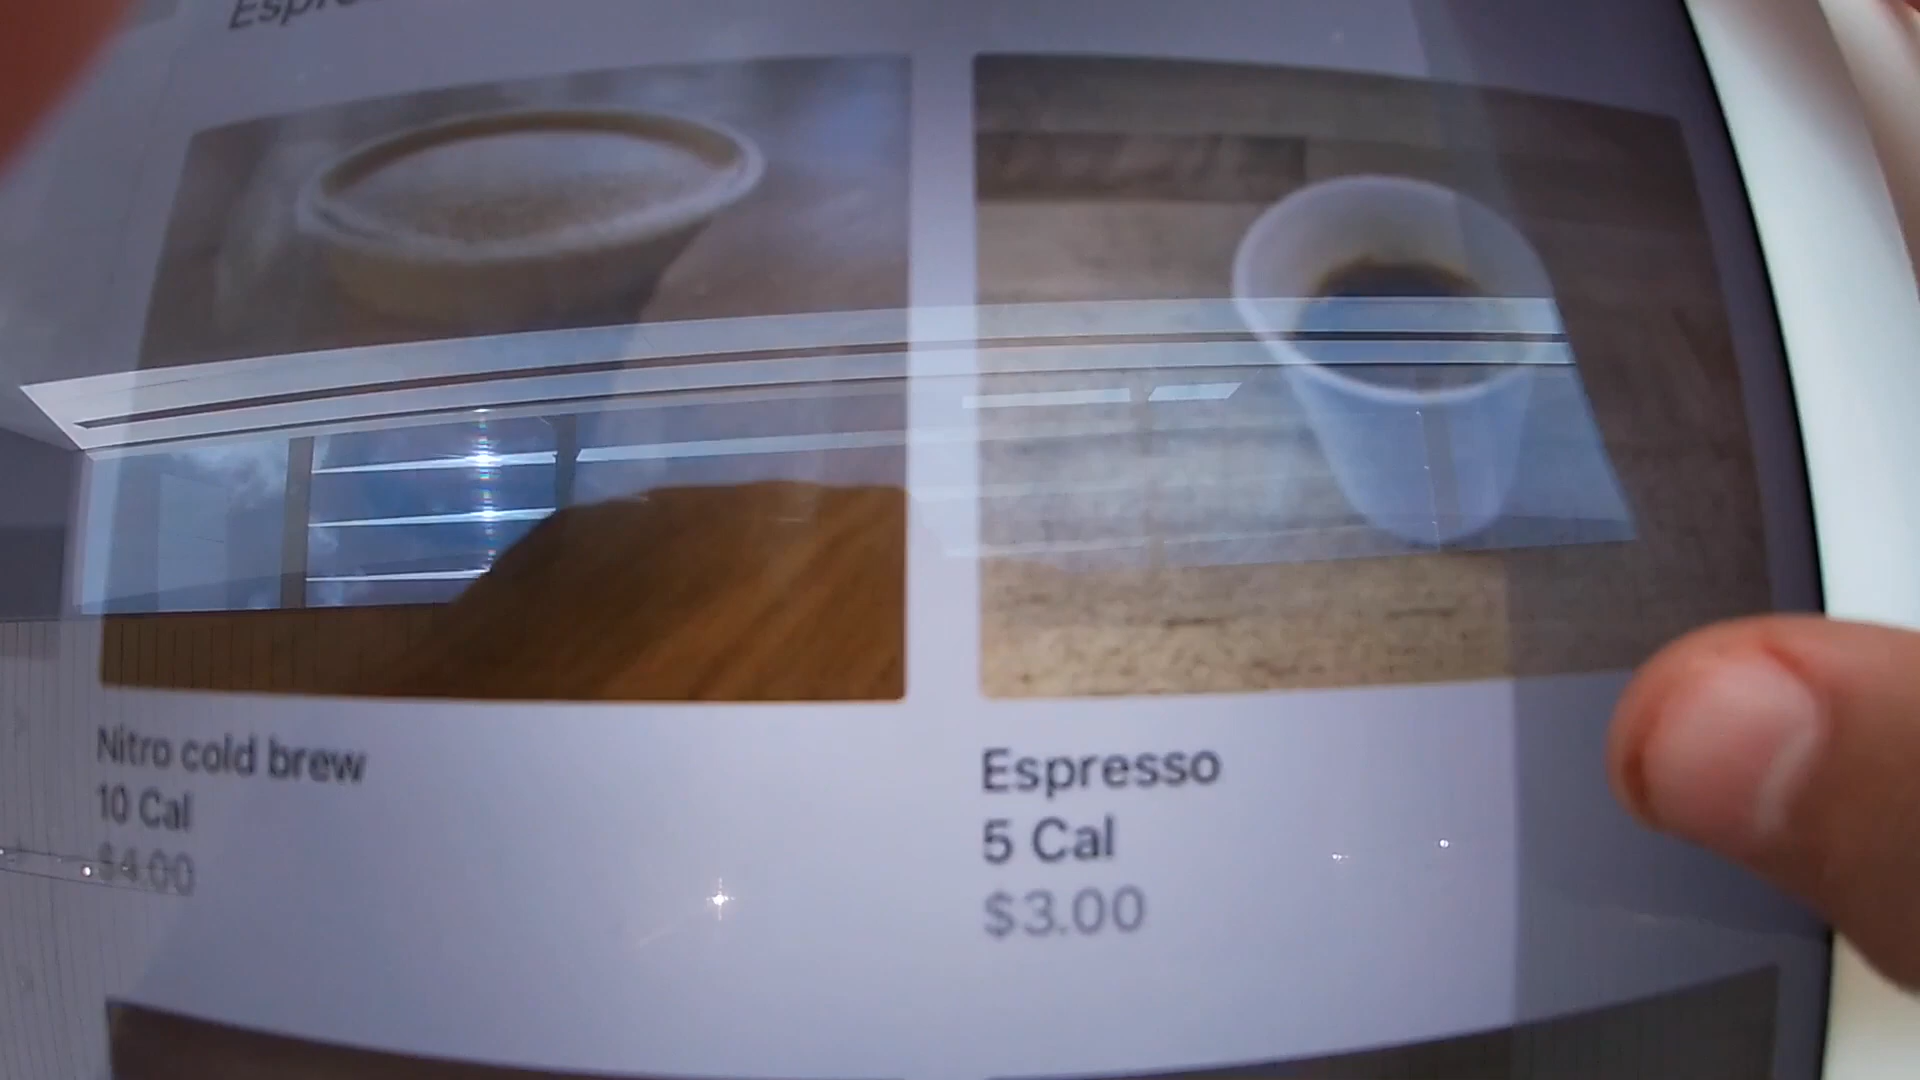 Nitro cold brew
10 Cal
$4.00
Espresso
5 Cal
$3.00